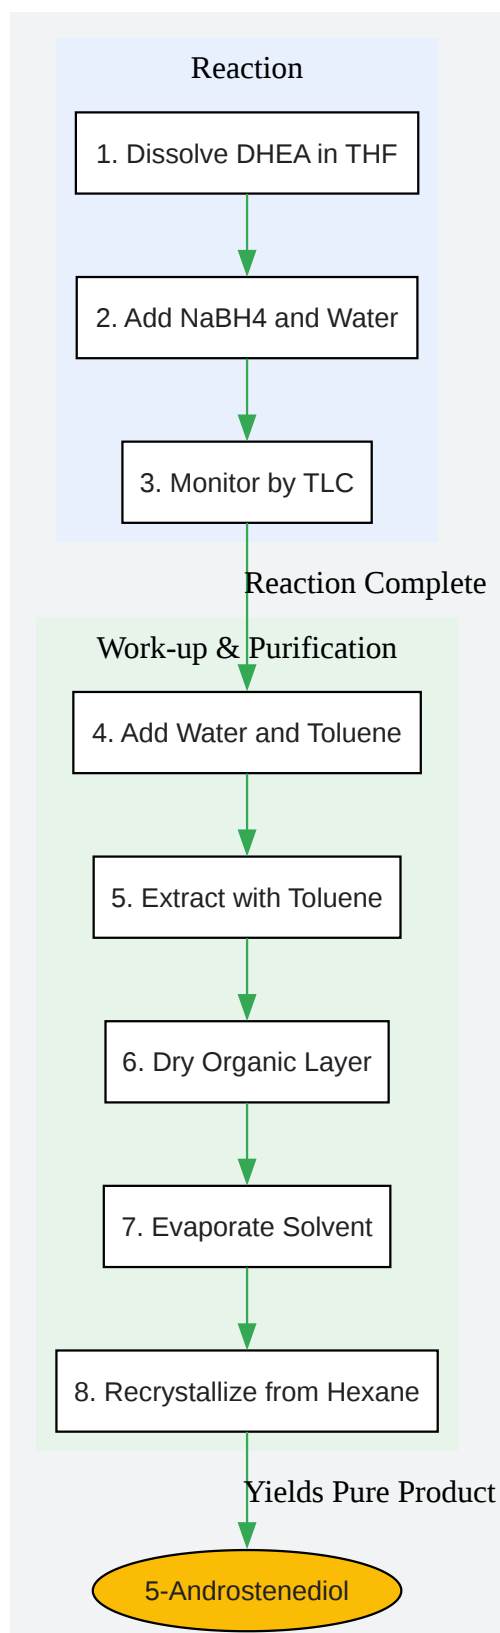 Reaction
1. Dissolve DHEA in THF
2. Add NaBH4 and Water
3. Monitor by TLC
Reaction Complete
Work-up & Purification
4. Add Water and Toluene
5. Extract with Toluene
6. Dry Organic Layer
7. Evaporate Solvent
8. Recrystallize from Hexane
Yields Pure Product
5-Androstenediol